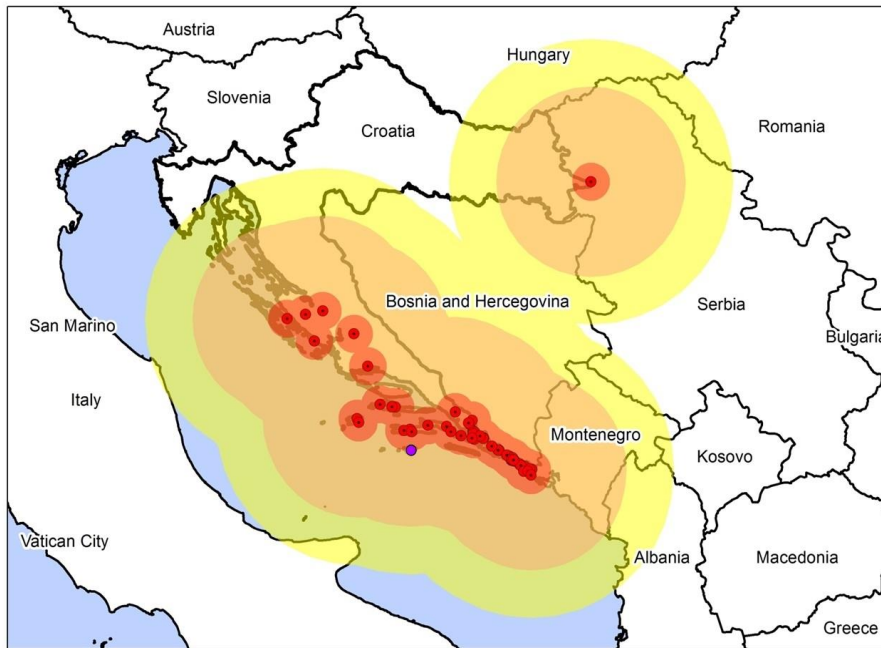 Austria
Hungary
Slovenia
Croatia
Romania
Bosnia and Hercegovina
Serbia
San Marino
Bulgaria
Italy
Montenegro
Kosovo
Vatican City
Albania
Macedonia
Greece